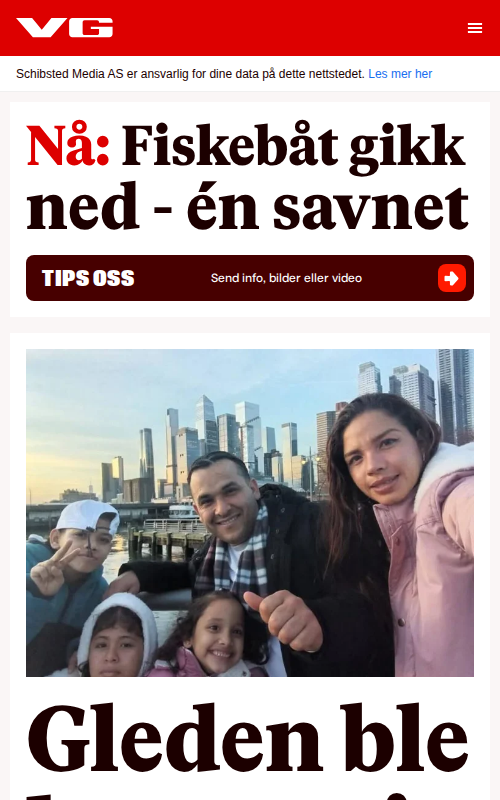 VG
Schibsted Media AS er ansvarlig for dine data på dette nettstedet. Les mer her
Nå: Fiskebåt gikk
ned - én savnet
TIPS OSS
Send info, bilder eller video
Gleden ble